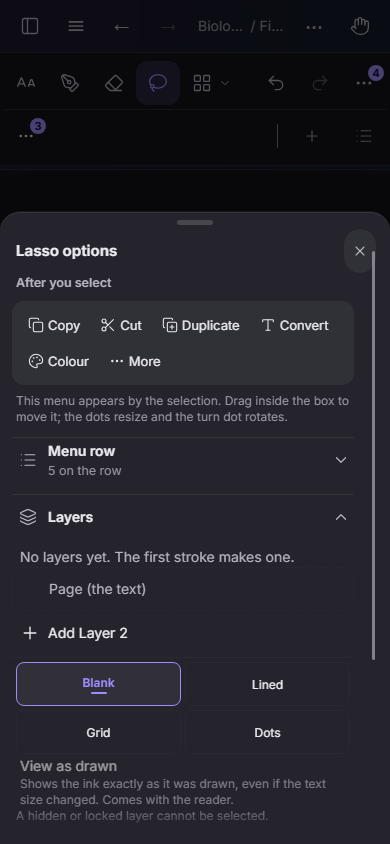 Biolo... / Fi...
AA
4
3
Lasso options
After you select
Copy Cut Duplicate Convert
Colour More
This menu appears by the selection. Drag inside the box to
move it; the dots resize and the turn dot rotates.
Menu row
5 on the row
Layers
No layers yet. The first stroke makes one.
Page (the text)
Add Layer 2
Blank Lined
Grid Dots
View as drawn
Shows the ink exactly as it was drawn, even if the text
size changed. Comes with the reader.
A hidden or locked layer cannot be selected.